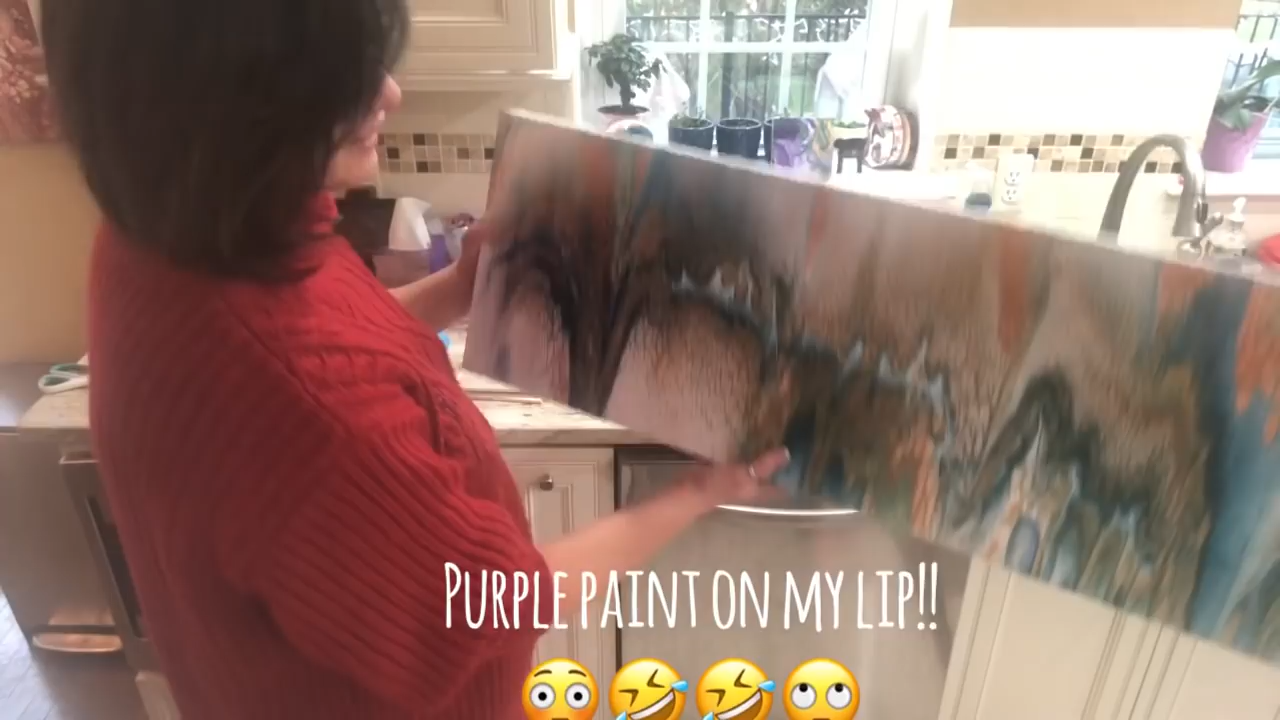 PURPLE PAINT ON MY LIP!!
😳🤣🤣🙄